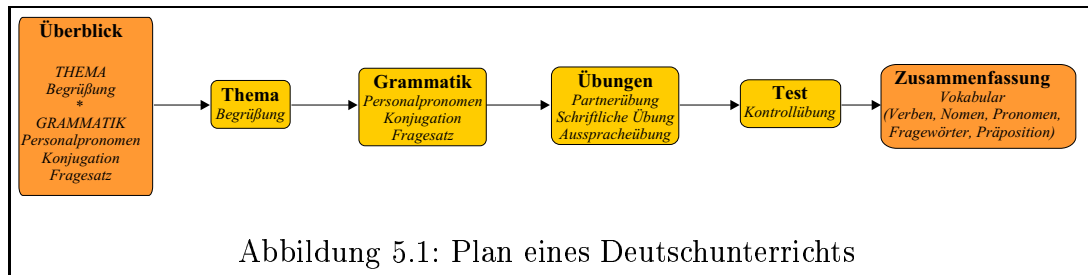 Überblick
THEMA
Begrüßung
*
GRAMMATIK
Personalpronomen
Konjugation
Fragesatz
Thema
Begrüßung
Grammatik
Personalpronomen
Konjugation
Fragesatz
Übungen
Partnerübung
Schriftliche Übung
Ausspracheübung
Test
Kontrollübung
Zusammenfassung
Vokabular
(Verben, Nomen, Pronomen,
Fragewörter, Präposition)
Abbildung 5.1: Plan eines Deutschunterrichts